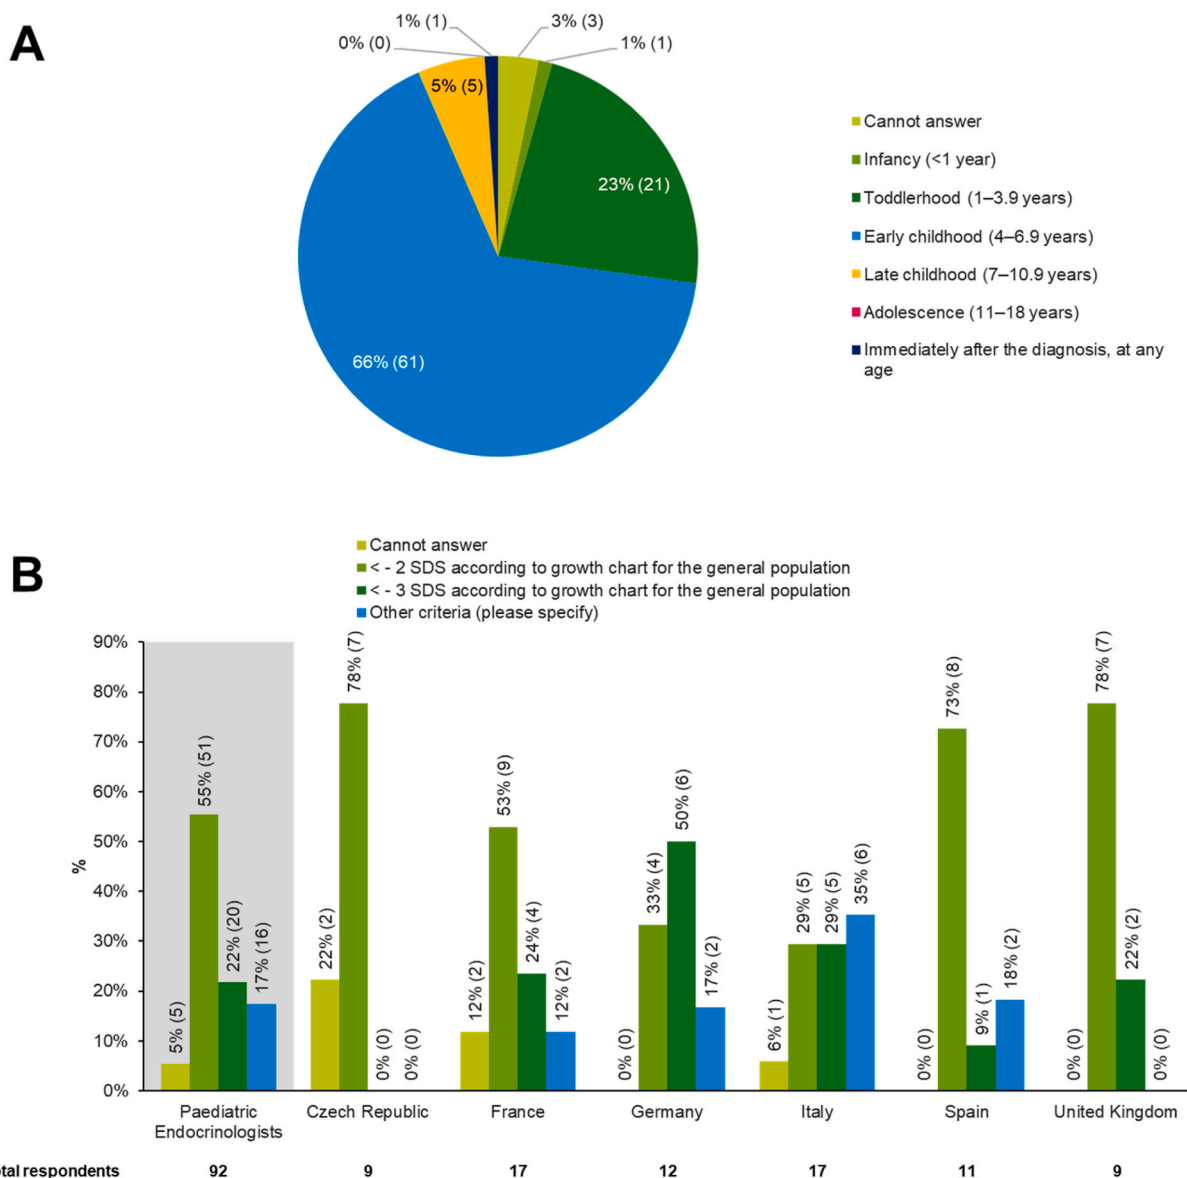 A
1% (1)
3% (3)
0% (0)
1% (1)
5% (5)
23% (21)
66% (61)
Cannot answer
Infancy (<1 year)
Toddlerhood (1–3.9 years)
Early childhood (4–6.9 years)
Late childhood (7–10.9 years)
Adolescence (11–18 years)
Immediately after the diagnosis, at any
age
B
Cannot answer
< - 2 SDS according to growth chart for the general population
< - 3 SDS according to growth chart for the general population
Other criteria (please specify)
%
90%
80%
70%
60%
50%
40%
30%
20%
10%
0%
5% (5)
55% (51)
22% (20)
17% (16)
22% (2)
78% (7)
0% (0)
0% (0)
12% (2)
53% (9)
24% (4)
12% (2)
0% (0)
33% (4)
50% (6)
17% (2)
6% (1)
29% (5)
29% (5)
35% (6)
0% (0)
73% (8)
9% (1)
18% (2)
0% (0)
78% (7)
22% (2)
0% (0)
Paediatric
Endocrinologists
Czech Republic
France
Germany
Italy
Spain
United Kingdom
tal respondents 92 9 17 12 17 11 9